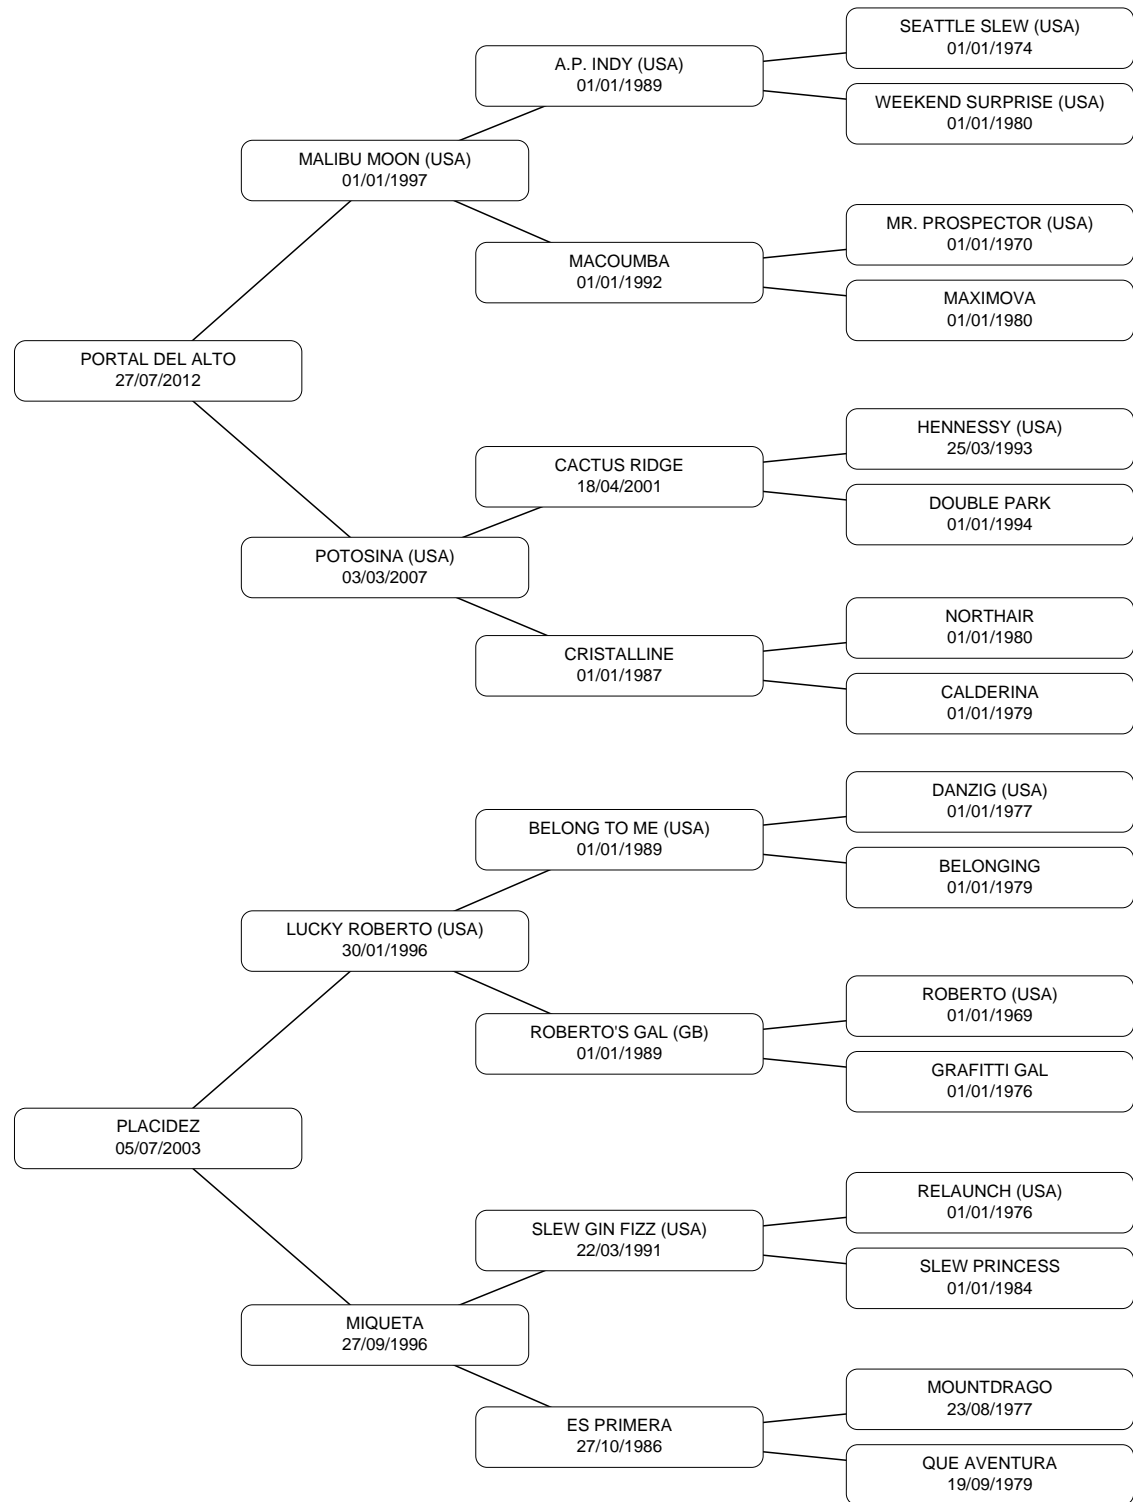 SEATTLE SLEW (USA)
01/01/1974
A.P. INDY (USA)
01/01/1989
WEEKEND SURPRISE (USA)
01/01/1980
MALIBU MOON (USA)
01/01/1997
MR. PROSPECTOR (USA)
01/01/1970
MACOUMBA
01/01/1992
MAXIMOVA
01/01/1980
PORTAL DEL ALTO
27/07/2012
HENNESSY (USA)
25/03/1993
CACTUS RIDGE
18/04/2001
DOUBLE PARK
01/01/1994
POTOSINA (USA)
03/03/2007
NORTHAIR
01/01/1980
CRISTALLINE
01/01/1987
CALDERINA
01/01/1979
DANZIG (USA)
01/01/1977
BELONG TO ME (USA)
01/01/1989
BELONGING
01/01/1979
LUCKY ROBERTO (USA)
30/01/1996
ROBERTO (USA)
01/01/1969
ROBERTO'S GAL (GB)
01/01/1989
GRAFITTI GAL
01/01/1976
PLACIDEZ
05/07/2003
RELAUNCH (USA)
01/01/1976
SLEW GIN FIZZ (USA)
22/03/1991
SLEW PRINCESS
01/01/1984
MIQUETA
27/09/1996
MOUNTDRAGO
23/08/1977
ES PRIMERA
27/10/1986
QUE AVENTURA
19/09/1979